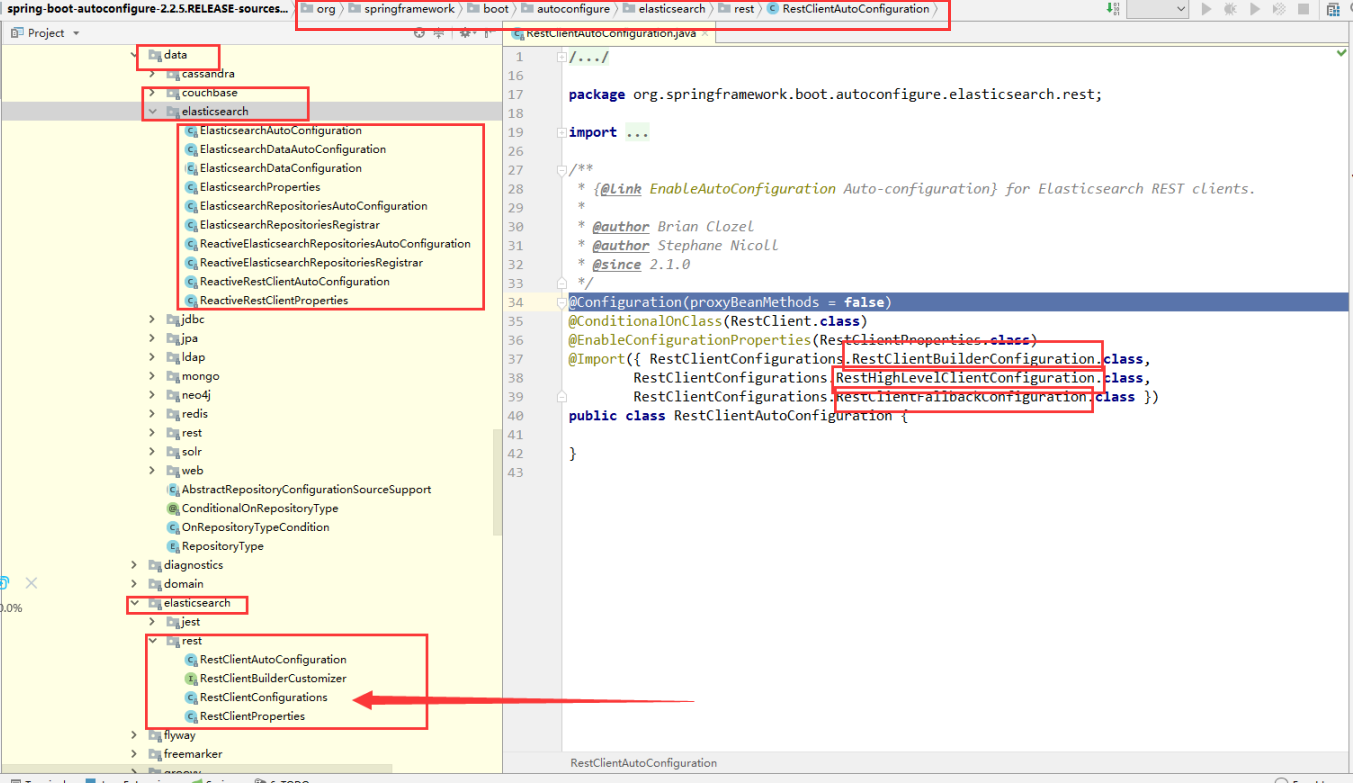 spring-boot-autoconfigure-2.2.5.RELEASE-sources... org springframework boot autoconfigure elasticsearch rest RestClientAutoConfiguration
Project
data
cassandra
couchbase
elasticsearch
ElasticsearchAutoConfiguration
ElasticsearchDataAutoConfiguration
ElasticsearchDataConfiguration
ElasticsearchProperties
ElasticsearchRepositoriesAutoConfiguration
ElasticsearchRepositoriesRegistrar
ReactiveElasticsearchRepositoriesAutoConfiguration
ReactiveElasticsearchRepositoriesRegistrar
ReactiveRestClientAutoConfiguration
ReactiveRestClientProperties
jdbc
jpa
ldap
mongo
neo4j
redis
rest
solr
web
AbstractRepositoryConfigurationSourceSupport
ConditionalOnRepositoryType
OnRepositoryTypeCondition
RepositoryType
diagnostics
domain
0.0%
elasticsearch
jest
rest
RestClientAutoConfiguration
RestClientBuilderCustomizer
RestClientConfigurations
RestClientProperties
flyway
freemarker
RestClientAutoConfiguration.java
1 /.../
16
17 package org.springframework.boot.autoconfigure.elasticsearch.rest;
18
19 import ...
26
27 /**
28 * {@link EnableAutoConfiguration Auto-configuration} for Elasticsearch REST clients.
29 *
30 * @author Brian Clozel
31 * @author Stephane Nicoll
32 * @since 2.1.0
33 */
34 @Configuration(proxyBeanMethods = false)
35 @ConditionalOnClass(RestClient.class)
36 @EnableConfigurationProperties(RestClientProperties.class)
37 @Import({ RestClientConfigurations.RestClientBuilderConfiguration.class,
38 RestClientConfigurations.RestHighLevelClientConfiguration.class,
39 RestClientConfigurations.RestClientFallbackConfiguration.class })
40 public class RestClientAutoConfiguration {
41
42 }
43
RestClientAutoConfiguration